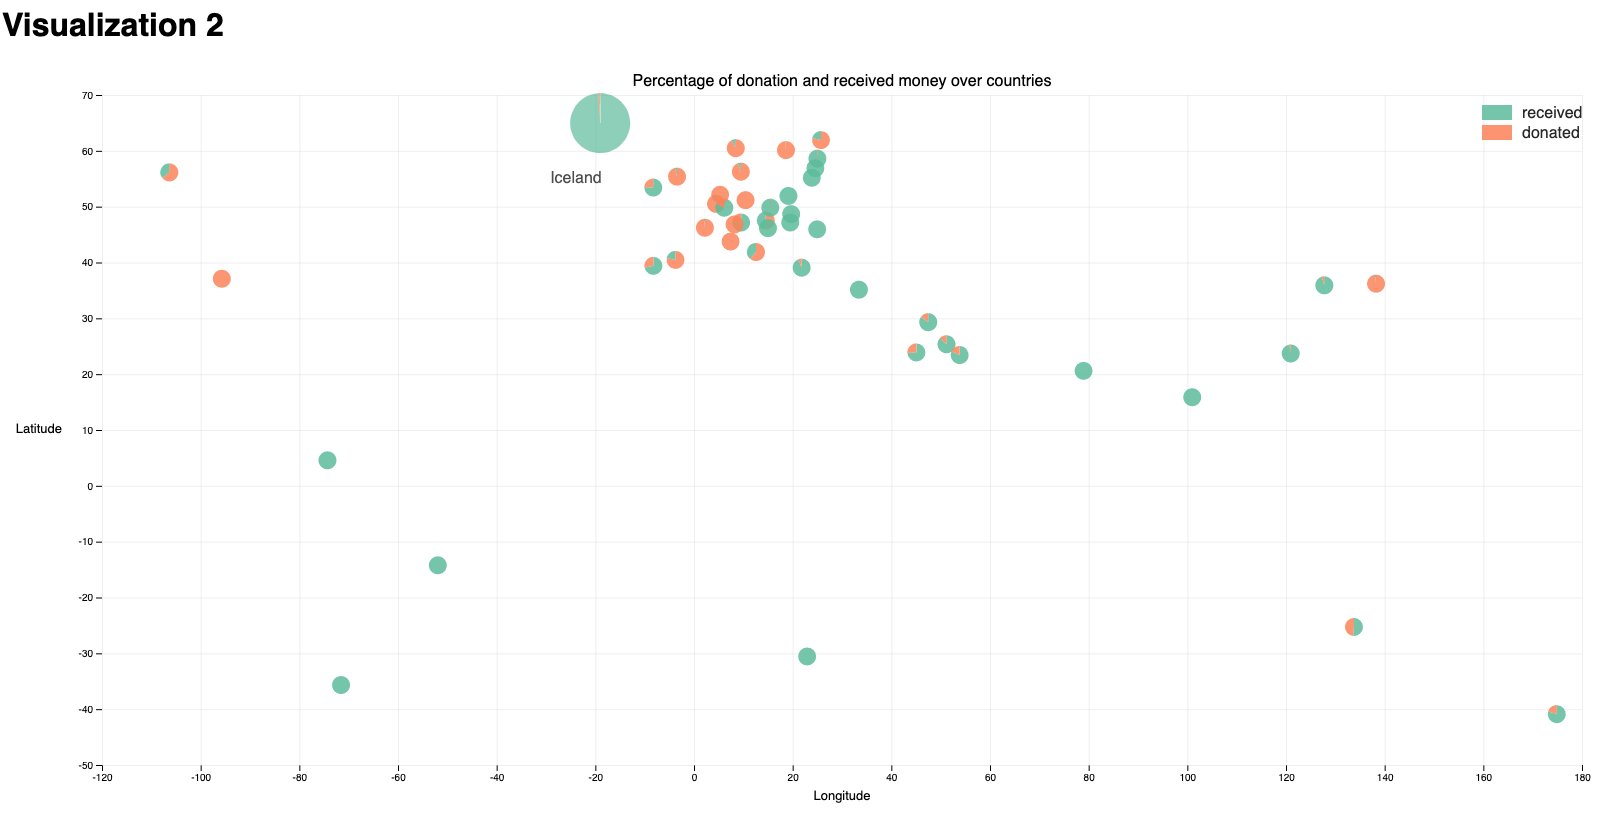 Visualization 2
Percentage of donation and received money over countries
received
donated
Iceland
70
60
50
40
30
20
10
0
-10
-20
-30
-40
-50
Latitude
-120 -100 -80 -60 -40 -20 0 20 40 60 80 100 120 140 160 180
Longitude